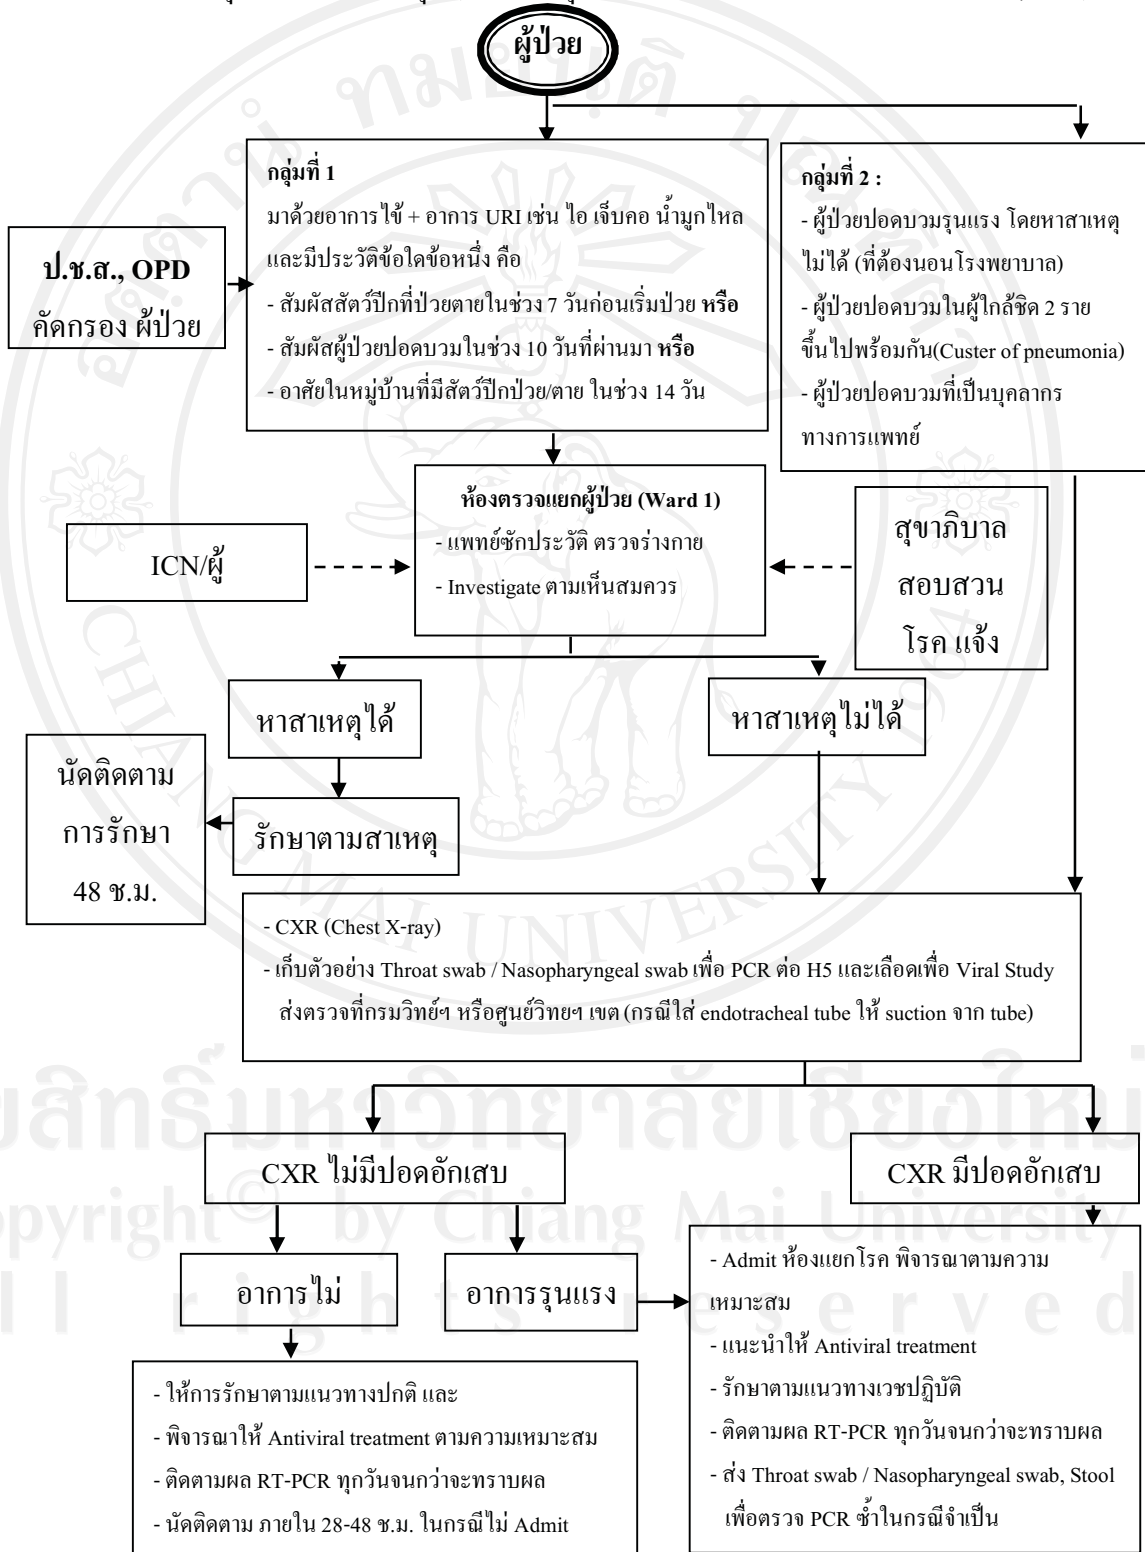 ผู้ป่วย
กลุ่มที่ 1
มาด้วยอาการไข้ + อาการ URI เช่น ไอ เจ็บคอ น้ำมูกไหล
และมีประวัติข้อใดข้อหนึ่ง คือ
- สัมผัสสัตว์ปีกที่ป่วยตายในช่วง 7 วันก่อนเริ่มป่วย หรือ
- สัมผัสผู้ป่วยปอดบวมในช่วง 10 วันที่ผ่านมา หรือ
- อาศัยในหมู่บ้านที่มีสัตว์ปีกป่วย/ตาย ในช่วง 14 วัน
กลุ่มที่ 2 :
- ผู้ป่วยปอดบวมรุนแรง โดยหาสาเหตุ
ไม่ได้ (ที่ต้องนอนโรงพยาบาล)
- ผู้ป่วยปอดบวมในผู้ใกล้ชิด 2 ราย
ขึ้นไปพร้อมกัน(Custer of pneumonia)
- ผู้ป่วยปอดบวมที่เป็นบุคลากร
ทางการแพทย์
ป.ช.ส., OPD
คัดกรอง ผู้ป่วย
ห้องตรวจแยกผู้ป่วย (Ward 1)
- แพทย์ซักประวัติ ตรวจร่างกาย
- Investigate ตามเห็นสมควร
ICN/ผู้
สุขาภิบาล
สอบสวน
โรค แจ้ง
หาสาเหตุได้
หาสาเหตุไม่ได้
นัดติดตาม
การรักษา
48 ช.ม.
รักษาตามสาเหตุ
- CXR (Chest X-ray)
- เก็บตัวอย่าง Throat swab / Nasopharyngeal swab เพื่อ PCR ต่อ H5 และเลือดเพื่อ Viral Study
ส่งตรวจที่กรมวิทย์ฯ หรือศูนย์วิทยฯ เขต (กรณีใส่ endotracheal tube ให้ suction จาก tube)
CXR ไม่มีปอดอักเสบ
CXR มีปอดอักเสบ
อาการไม่
อาการรุนแรง
- Admit ห้องแยกโรค พิจารณาตามความ
เหมาะสม
- แนะนำให้ Antiviral treatment
- รักษาตามแนวทางเวชปฏิบัติ
- ติดตามผล RT-PCR ทุกวันจนกว่าจะทราบผล
- ส่ง Throat swab / Nasopharyngeal swab, Stool
เพื่อตรวจ PCR ซ้ำในกรณีจำเป็น
- ให้การรักษาตามแนวทางปกติ และ
- พิจารณาให้ Antiviral treatment ตามความเหมาะสม
- ติดตามผล RT-PCR ทุกวันจนกว่าจะทราบผล
- นัดติดตาม ภายใน 28-48 ช.ม. ในกรณีไม่ Admit
CHIANG MAI UNIVERSITY 1964
สิทธิ์มหาวิทยาลัยเชียงใหม่
opyright© by Chiang Mai University
ll rights reserved